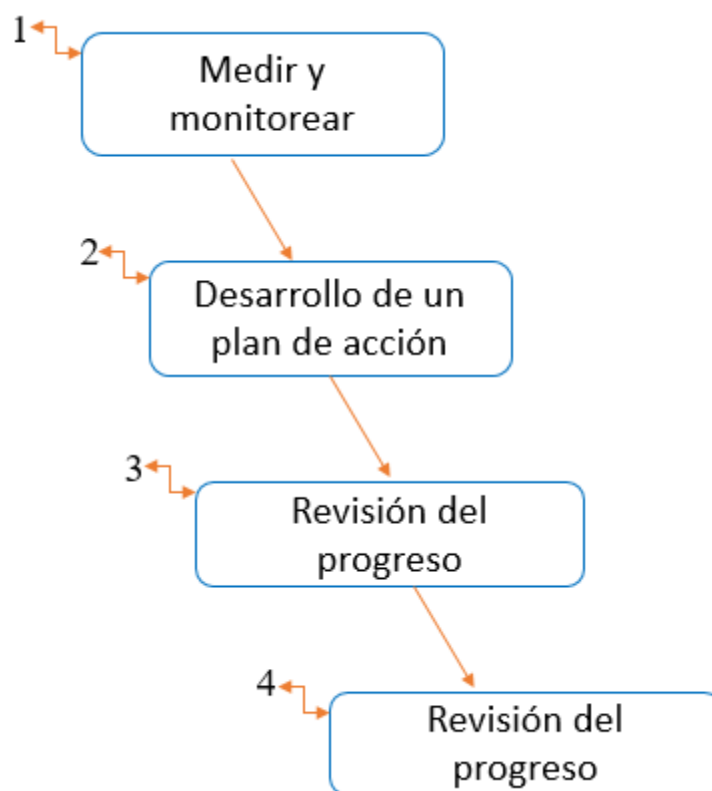 1
Medir y
monitorear
2
Desarrollo de un
plan de acción
3
Revisión del
progreso
4
Revisión del
progreso